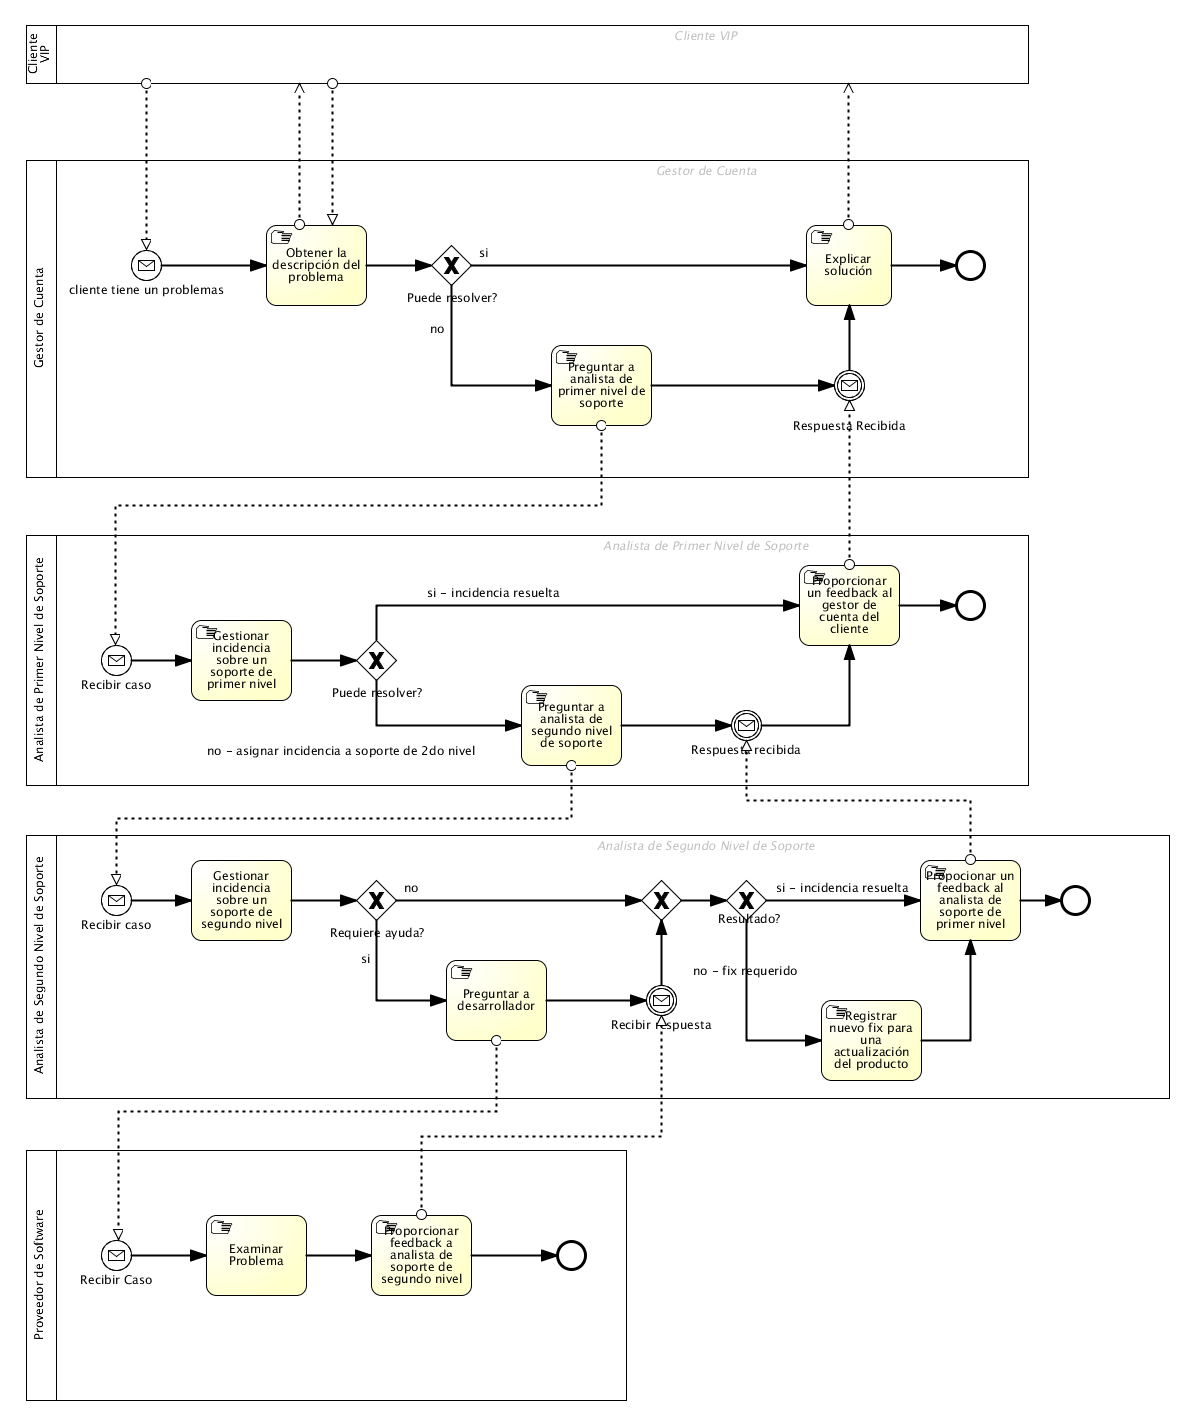 Cliente
VIP
Cliente VIP
Gestor de Cuenta
Gestor de Cuenta
cliente tiene un problemas
Obtener la
descripción del
problema
si
Puede resolver?
no
Explicar
solución
Preguntar a
analista de
primer nivel de
soporte
Respuesta Recibida
Analista de Primer Nivel de Soporte
Analista de Primer Nivel de Soporte
Recibir caso
Gestionar
incidencia
sobre un
soporte de
primer nivel
si – incidencia resuelta
Puede resolver?
no – asignar incidencia a soporte de 2do nivel
Preguntar a
analista de
segundo nivel
de soporte
Respuesta recibida
Proporcionar
un feedback al
gestor de
cuenta del
cliente
Analista de Segundo Nivel de Soporte
Analista de Segundo Nivel de Soporte
Recibir caso
Gestionar
incidencia
sobre un
soporte de
segundo nivel
no
Requiere ayuda?
si
Preguntar a
desarrollador
Recibir respuesta
Resultado?
si – incidencia resuelta
no – fix requerido
Propocionar un
feedback al
analista de
soporte de
primer nivel
Registrar
nuevo fix para
una
actualización
del producto
Proveedor de Software
Recibir Caso
Examinar
Problema
Proporcionar
feedback a
analista de
soporte de
segundo nivel